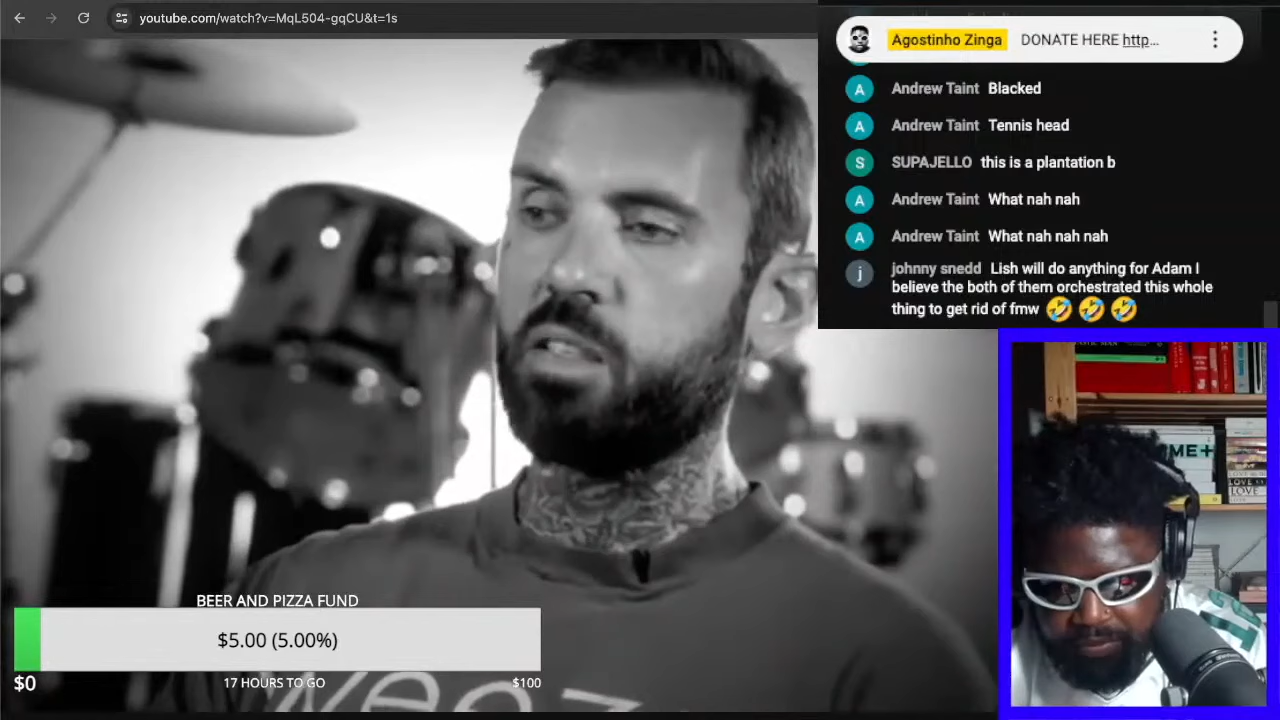 youtube.com/watch?v=MqL504-gqCU&t=1s
Agostinho Zinga DONATE HERE http...
A Andrew Taint Blacked
A Andrew Taint Tennis head
S SUPAJELLO this is a plantation b
A Andrew Taint What nah nah
A Andrew Taint What nah nah nah
j johnny snedd Lish will do anything for Adam I
believe the both of them orchestrated this whole
thing to get rid of fmw 🤣 🤣 🤣
ME+
LOVE
LOVE
BEER AND PIZZA FUND
$5.00 (5.00%)
$0 17 HOURS TO GO $100